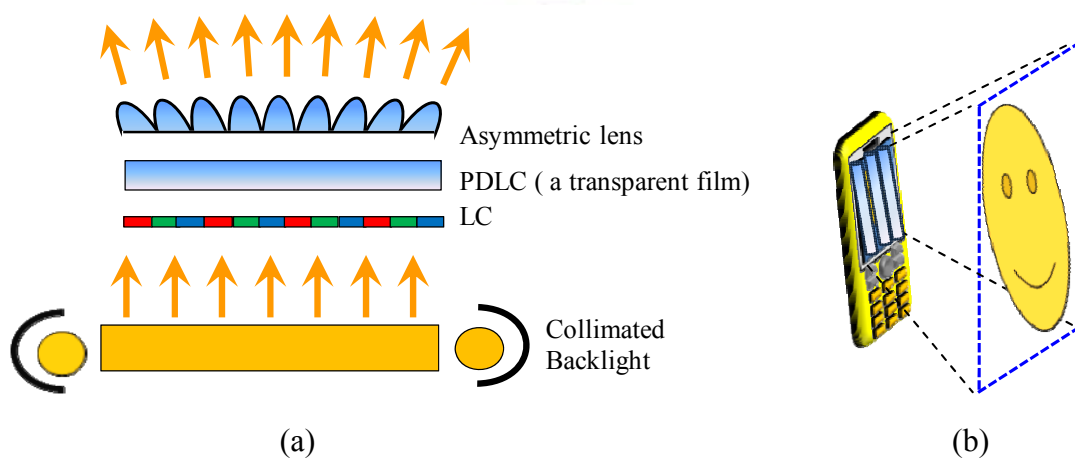 Asymmetric lens
PDLC ( a transparent film)
LC
Collimated
Backlight
(a)
(b)